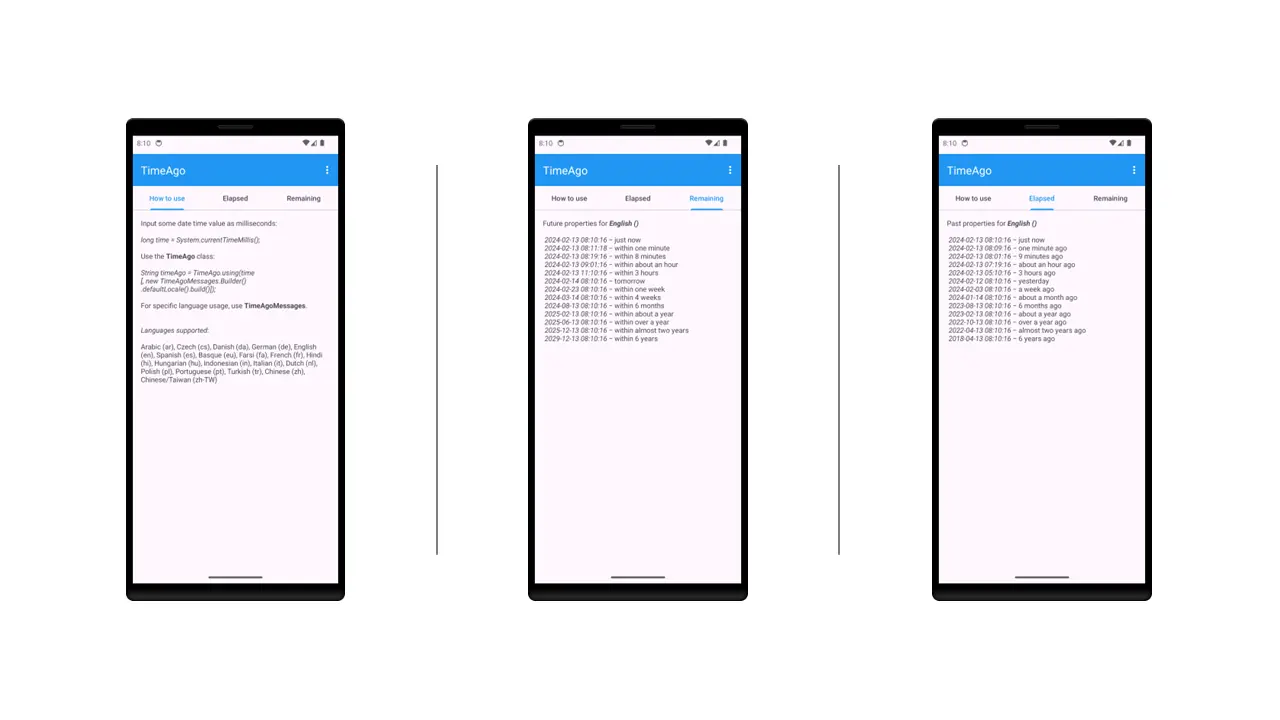 8:10
TimeAgo
How to use Elapsed Remaining
Input some date time value as milliseconds:
long time = System.currentTimeMillis();
Use the TimeAgo class:
String timeAgo = TimeAgo.using(time
[, new TimeAgoMessages.Builder()
.defaultLocale().build()]);
For specific language usage, use TimeAgoMessages.
Languages supported:
Arabic (ar), Czech (cs), Danish (da), German (de), English
(en), Spanish (es), Basque (eu), Farsi (fa), French (fr), Hindi
(hi), Hungarian (hu), Indonesian (in), Italian (it), Dutch (nl),
Polish (pl), Portuguese (pt), Turkish (tr), Chinese (zh),
Chinese/Taiwan (zh-TW)
8:10
TimeAgo
How to use Elapsed Remaining
Future properties for English ()
2024-02-13 08:10:16 – just now
2024-02-13 08:11:18 – within one minute
2024-02-13 08:19:16 – within 8 minutes
2024-02-13 09:01:16 – within about an hour
2024-02-13 11:10:16 – within 3 hours
2024-02-14 08:10:16 – tomorrow
2024-02-23 08:10:16 – within one week
2024-03-14 08:10:16 – within 4 weeks
2024-08-13 08:10:16 – within 6 months
2025-02-13 08:10:16 – within about a year
2025-06-13 08:10:16 – within over a year
2025-12-13 08:10:16 – within almost two years
2029-12-13 08:10:16 – within 6 years
8:10
TimeAgo
How to use Elapsed Remaining
Past properties for English ()
2024-02-13 08:10:16 – just now
2024-02-13 08:09:16 – one minute ago
2024-02-13 08:01:16 – 9 minutes ago
2024-02-13 07:19:16 – about an hour ago
2024-02-13 05:10:16 – 3 hours ago
2024-02-12 08:10:16 – yesterday
2024-02-03 08:10:16 – a week ago
2024-01-14 08:10:16 – about a month ago
2023-08-13 08:10:16 – 6 months ago
2023-02-13 08:10:16 – about a year ago
2022-10-13 08:10:16 – over a year ago
2022-04-13 08:10:16 – almost two years ago
2018-04-13 08:10:16 – 6 years ago